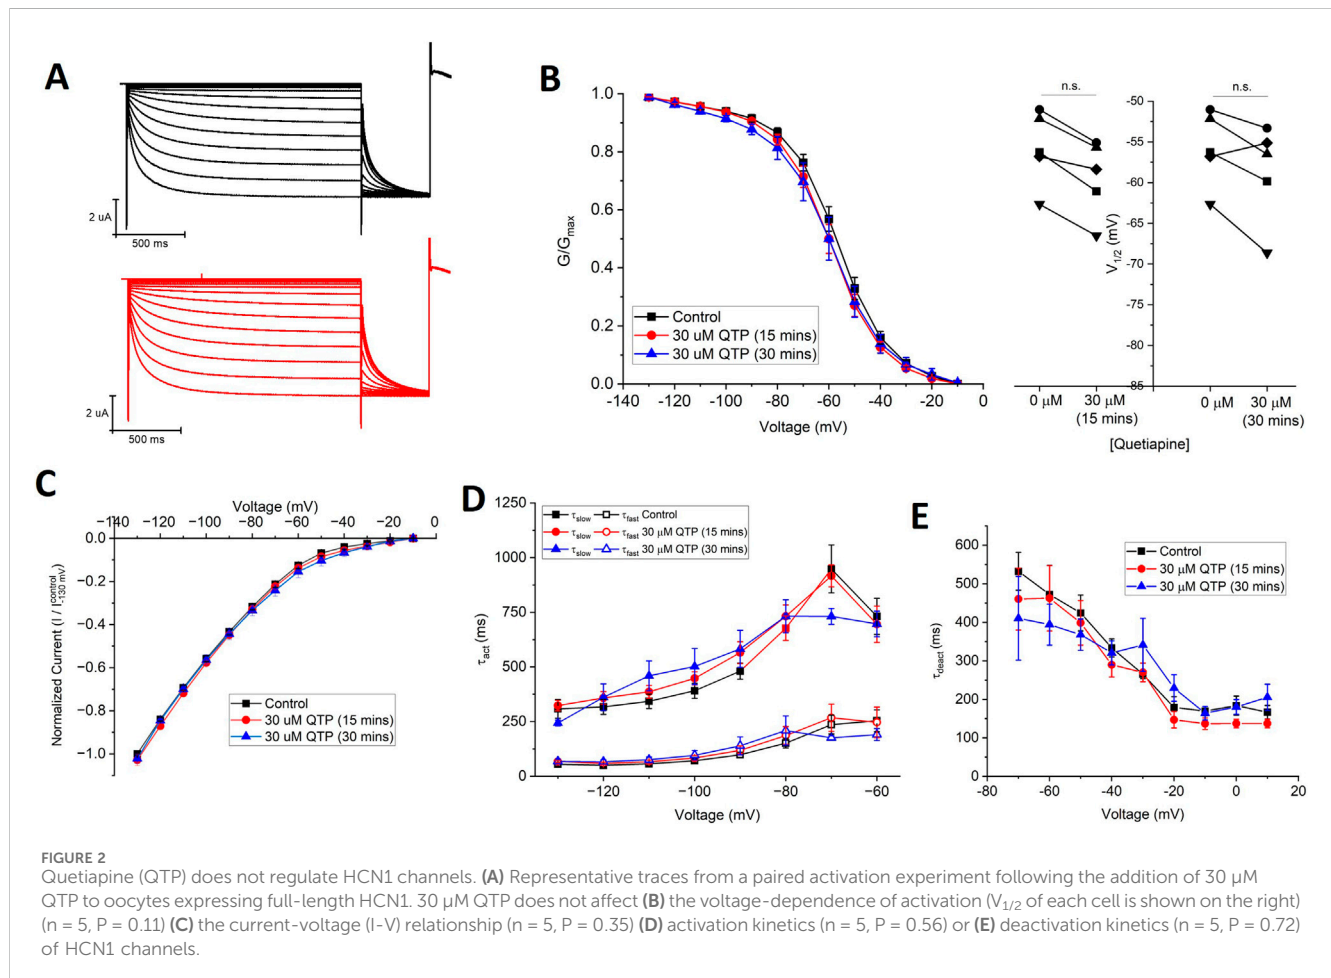 A
2 uA
500 ms
2 uA
500 ms
B
1.0
0.8
0.6
0.4
0.2
0.0
G/Gmax
Control
30 uM QTP (15 mins)
30 uM QTP (30 mins)
-140 -120 -100 -80 -60 -40 -20 0
Voltage (mV)
n.s.
n.s.
-50
-55
-60
-65
-70
-75
-80
85
V1/2 (mV)
0 µM 30 µM
(15 mins)
0 µM 30 µM
(30 mins)
[Quetiapine]
C
Voltage (mV)
−140 −120 −100 −80 −60 −40 −20 0
0.0
−0.2
−0.4
−0.6
−0.8
−1.0
Normalized Current (I / Icontrol-130 mV)
Control
30 uM QTP (15 mins)
30 uM QTP (30 mins)
D
1250
1000
750
500
250
0
τact (ms)
τslow τfast Control
τslow τfast 30 µM QTP (15 mins)
τslow τfast 30 µM QTP (30 mins)
−120 −100 −80 −60
Voltage (mV)
E
600
500
400
300
200
100
0
τdeact (ms)
Control
30 µM QTP (15 mins)
30 µM QTP (30 mins)
-80 -60 -40 -20 0 20
Voltage (mV)
FIGURE 2
Quetiapine (QTP) does not regulate HCN1 channels. (A) Representative traces from a paired activation experiment following the addition of 30 µM
QTP to oocytes expressing full-length HCN1. 30 µM QTP does not affect (B) the voltage-dependence of activation (V1/2 of each cell is shown on the right)
(n = 5, P = 0.11) (C) the current-voltage (I-V) relationship (n = 5, P = 0.35) (D) activation kinetics (n = 5, P = 0.56) or (E) deactivation kinetics (n = 5, P = 0.72)
of HCN1 channels.